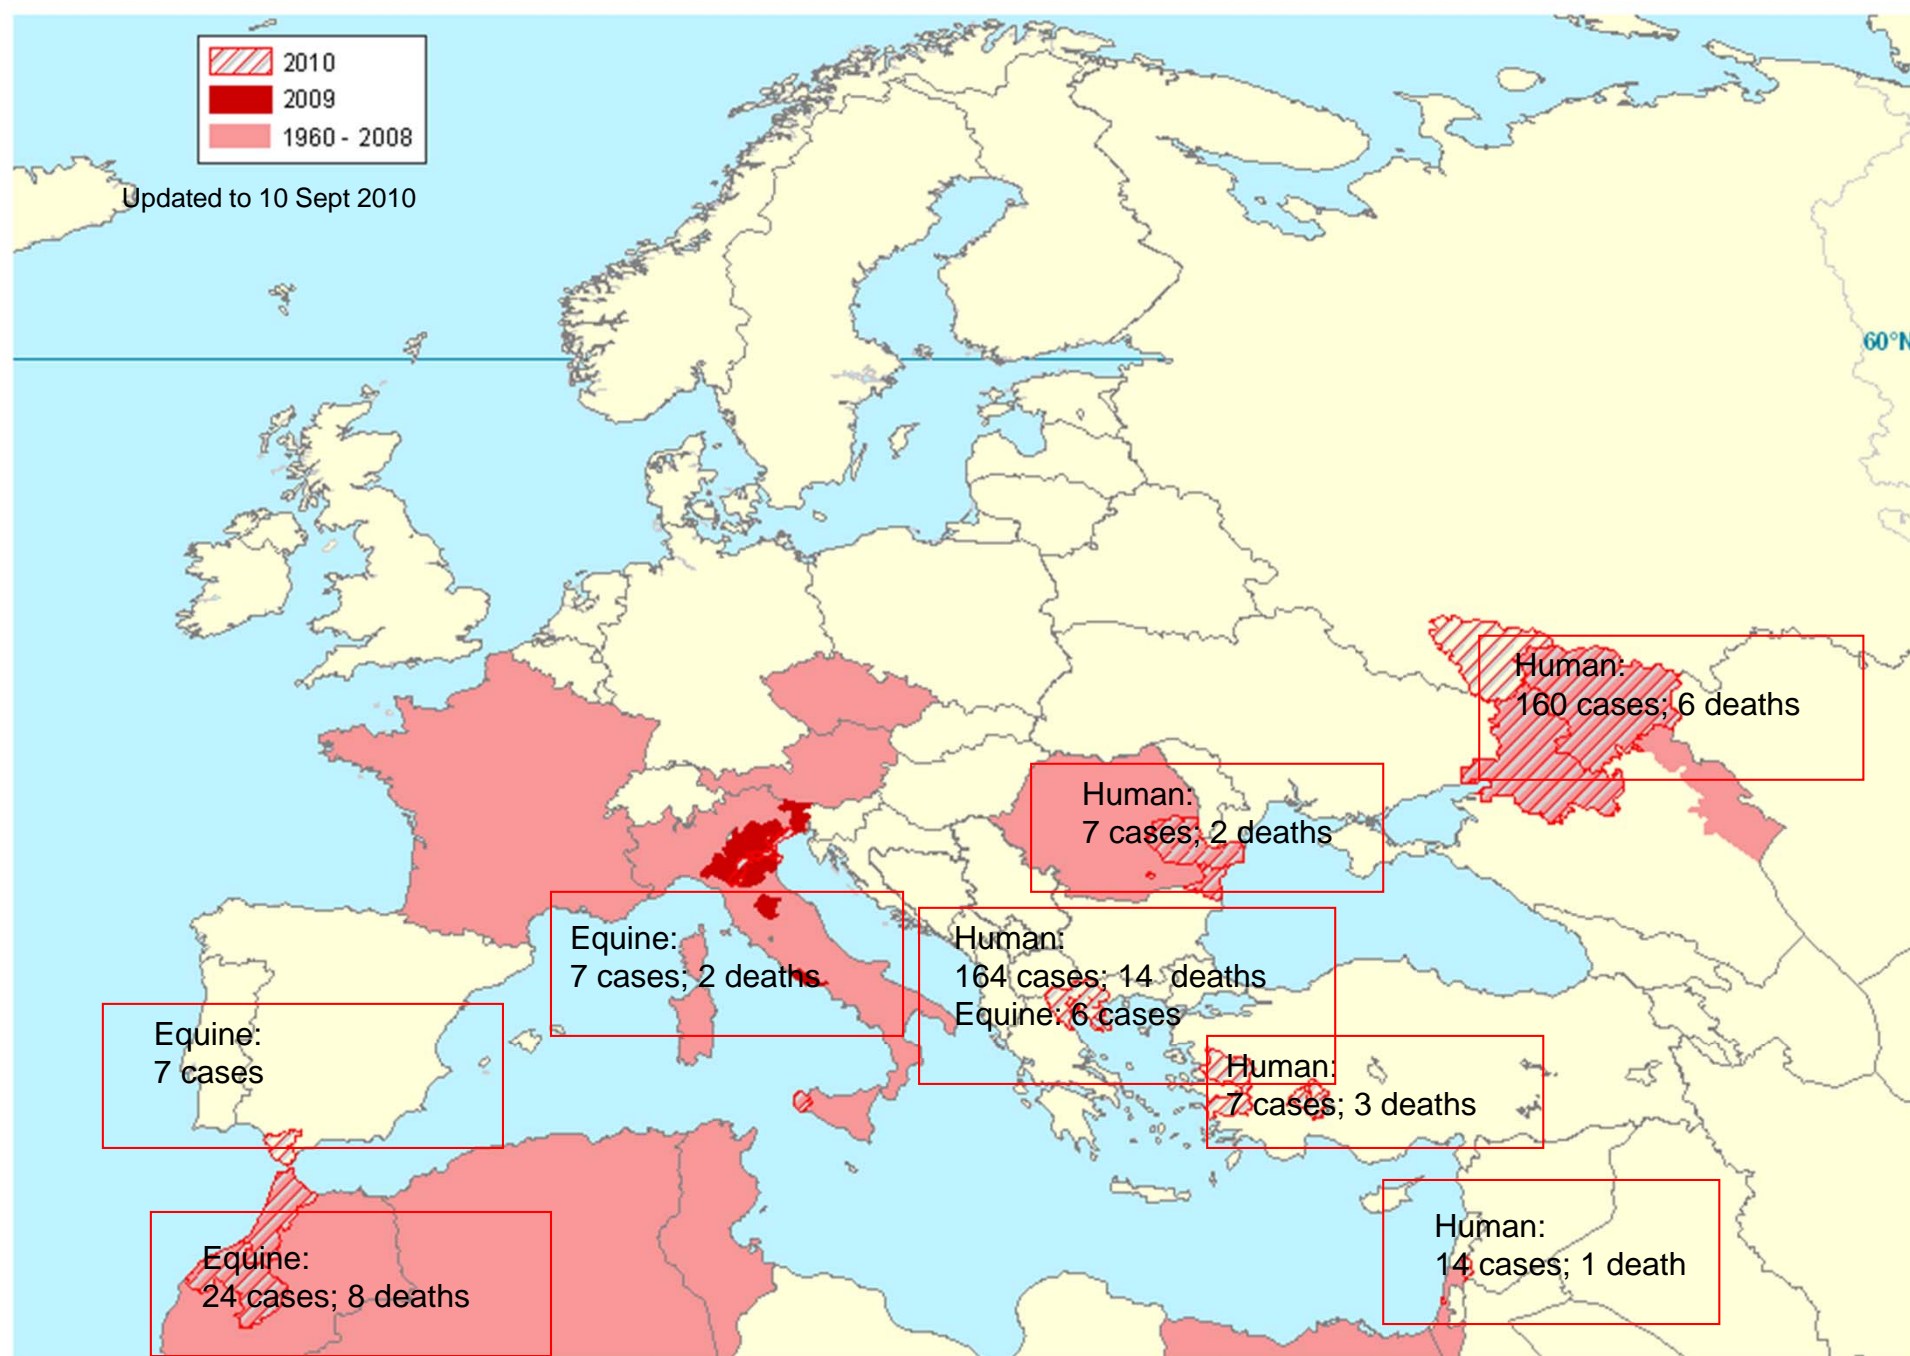 2010
2009
1960 - 2008
Updated to 10 Sept 2010
60°N
Human:
160 cases; 6 deaths
Human:
7 cases; 2 deaths
Equine:
7 cases; 2 deaths
Human:
164 cases; 14 deaths
Equine: 6 cases
Equine:
7 cases
Human:
7 cases; 3 deaths
Human:
14 cases; 1 death
Equine:
24 cases; 8 deaths